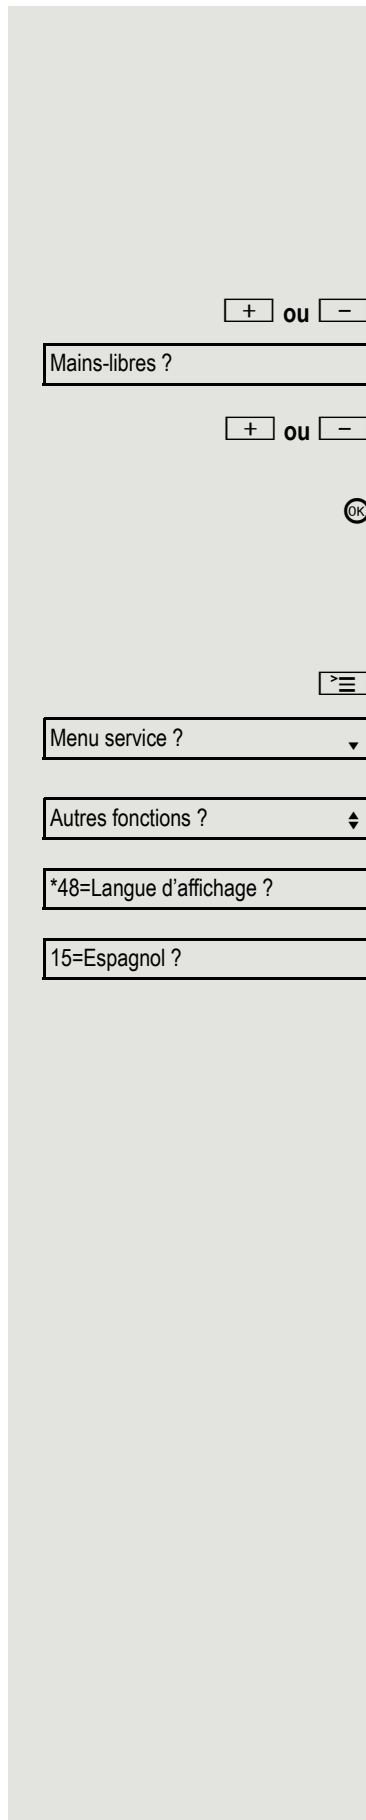 + ou −
Mains-libres ?
+ ou −
OK
Menu service ?
Autres fonctions ?
*48=Langue d’affichage ?
15=Espagnol ?